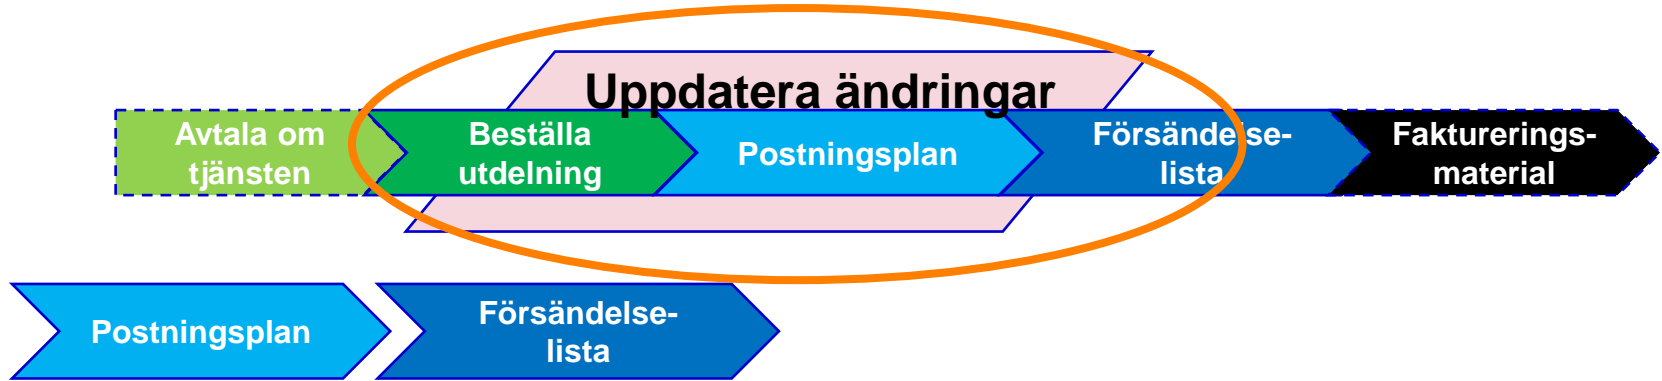 Uppdatera ändringar
Avtala om
tjänsten
Beställa
utdelning
Postningsplan
Försändelse-
lista
Fakturerings-
material
Postningsplan
Försändelse-
lista